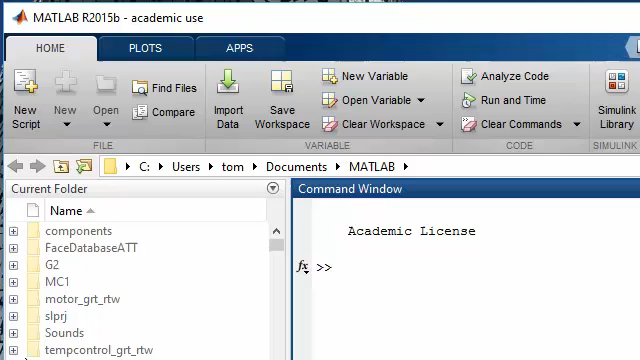 MATLAB R2015b - academic use
HOME PLOTS APPS
New Script
New
Open
Find Files
Compare
FILE
Import Data
Save Workspace
New Variable
Open Variable
Clear Workspace
VARIABLE
Analyze Code
Run and Time
Clear Commands
CODE
Simulink Library
SIMULINK
C: Users tom Documents MATLAB
Current Folder
Name
components
FaceDatabaseATT
G2
MC1
motor_grt_rtw
slprj
Sounds
tempcontrol_grt_rtw
Command Window
Academic License
fx >>